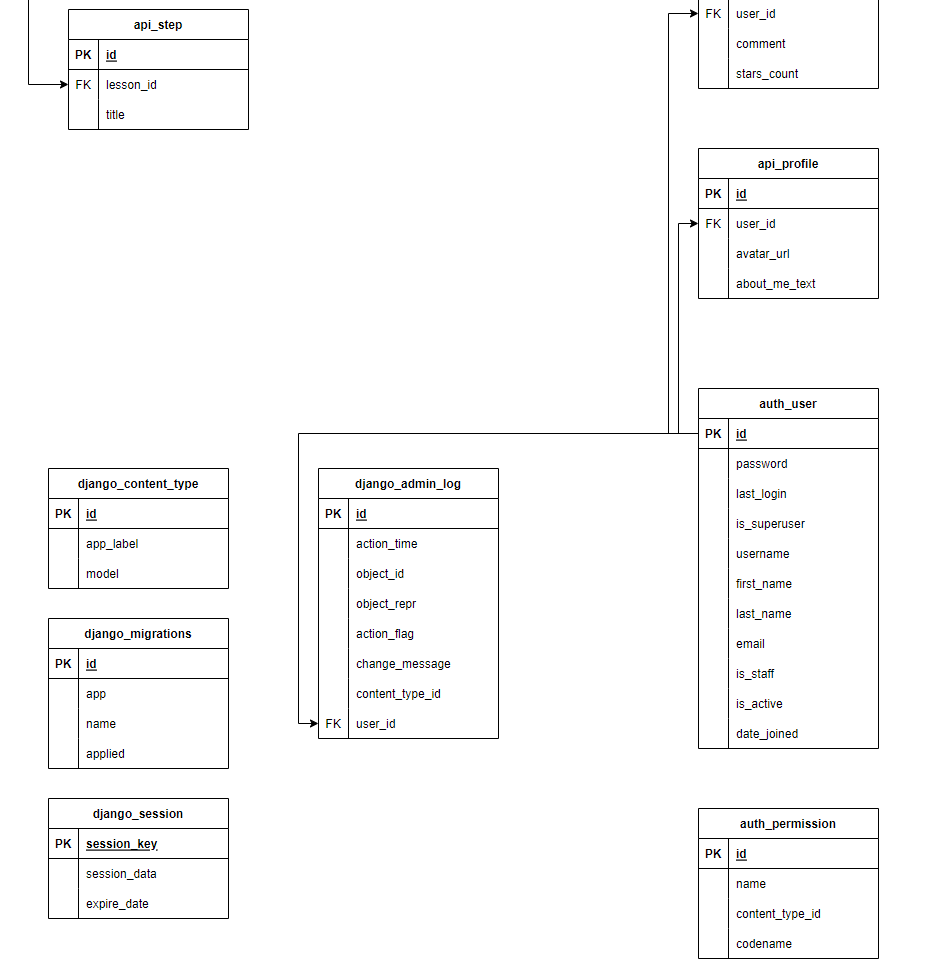 api_step
PK id
FK lesson_id
title
FK user_id
comment
stars_count
api_profile
PK id
FK user_id
avatar_url
about_me_text
auth_user
PK id
password
last_login
is_superuser
username
first_name
last_name
email
is_staff
is_active
date_joined
django_content_type
PK id
app_label
model
django_admin_log
PK id
action_time
object_id
object_repr
action_flag
change_message
content_type_id
FK user_id
django_migrations
PK id
app
name
applied
django_session
PK session_key
session_data
expire_date
auth_permission
PK id
name
content_type_id
codename